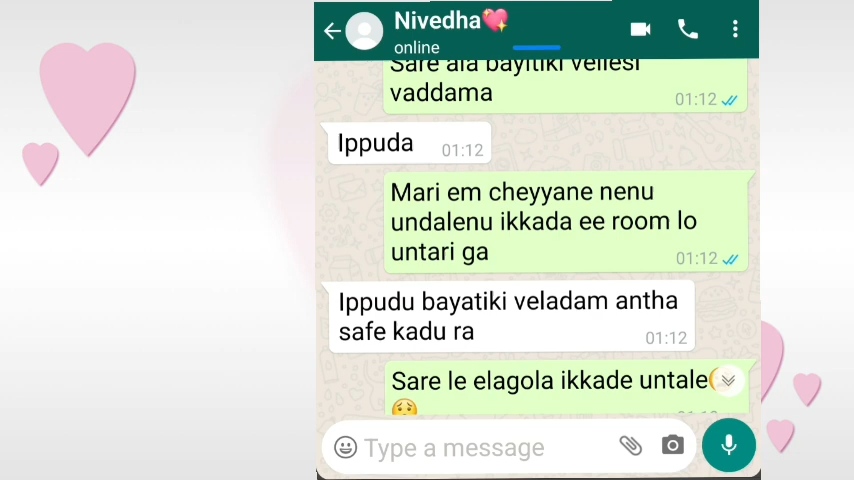 Nivedha💖
online
Sare ala bayitiki vellesi
vaddama
01:12
Ippuda
01:12
Mari em cheyyane nenu
undalenu ikkada ee room lo
untari ga
01:12
Ippudu bayatiki veladam antha
safe kadu ra
01:12
Sare le elagola ikkade untale
😥
Type a message